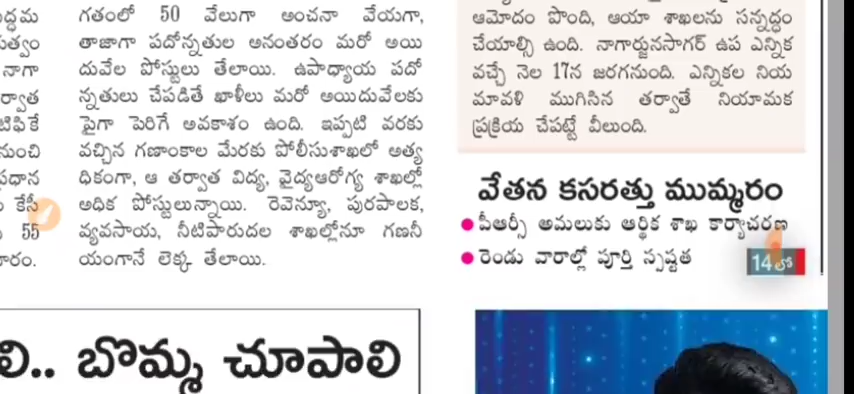 ద్ధమ
త్వం
నాగా
ర్వాత
టిఫికే
నుంచి
ప్రధాన
కేసీ
55
గతంలో 50 వేలుగా అంచనా వేయగా,
తాజాగా పదోన్నతుల అనంతరం మరో అయి
దువేల పోస్టులు తేలాయి. ఉపాధ్యాయ పదో
న్నతులు చేపడితే ఖాళీలు మరో అయిదువేలకు
పైగా పెరిగే అవకాశం ఉంది. ఇప్పటి వరకు
వచ్చిన గణాంకాల మేరకు పోలీసుశాఖలో అత్య
ధికంగా, ఆ తర్వాత విద్య, వైద్యఆరోగ్య శాఖల్లో
అధిక పోస్టులున్నాయి. రెవెన్యూ, పురపాలక,
వ్యవసాయ, నీటిపారుదల శాఖల్లోనూ గణనీ
యంగానే లెక్క తేలాయి.
ఆమోదం పొంది, ఆయా శాఖలను సన్నద్ధం
చేయాల్సి ఉంది. నాగార్జునసాగర్ ఉప ఎన్నిక
వచ్చే నెల 17న జరగనుంది. ఎన్నికల నియ
మావళి ముగిసిన తర్వాతే నియామక
ప్రక్రియ చేపట్టే వీలుంది.
వేతన కసరత్తు ముమ్మరం
● పీఆర్సీ అమలుకు ఆర్థిక శాఖ కార్యాచరణ
● రెండు వారాల్లో పూర్తి స్పష్టత
14లో
లి.. బొమ్మ చూపాలి